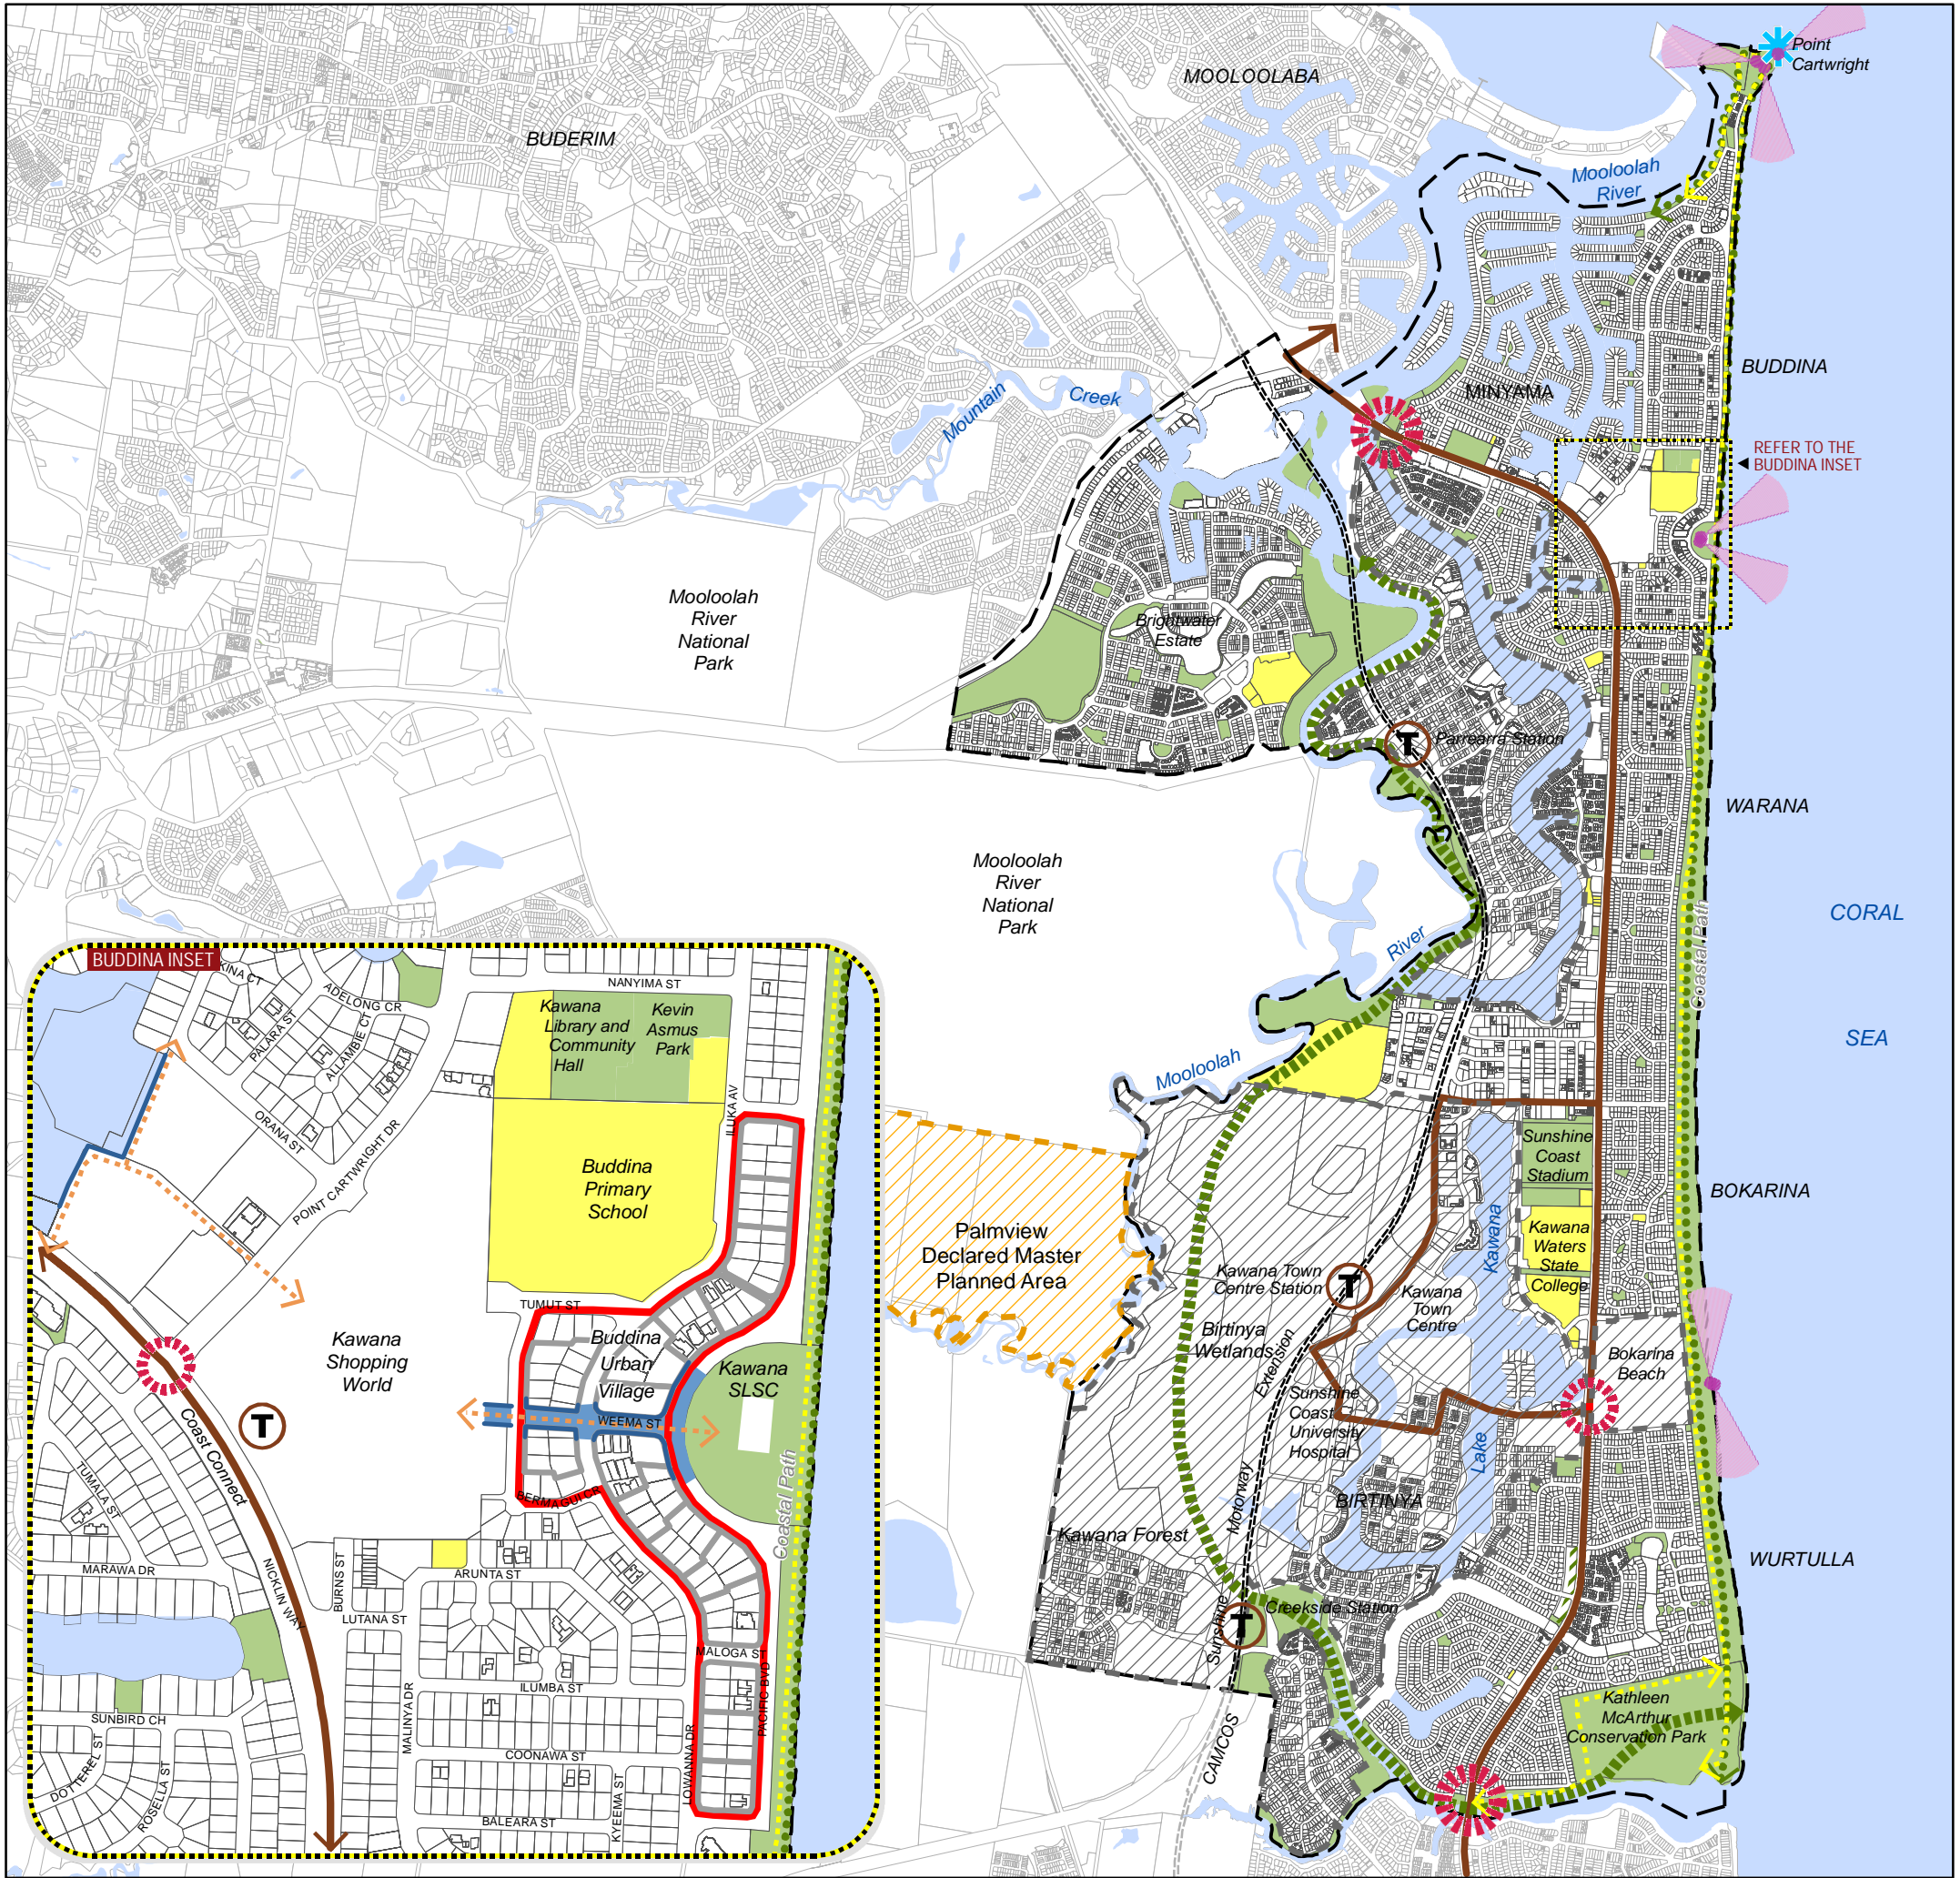 Point
Cartwright
MOOLOOLABA
BUDERIM
Mooloolah
River
BUDDINA
MINYAMA
Mountain
Creek
REFER TO THE
BUDDINA INSET
Mooloolah
River
National
Park
Brightwater
Estate
Parrearra Station
WARANA
Mooloolah
River
National
Park
CORAL
SEA
Coastal Path
River
Mooloolah
Sunshine
Coast
Stadium
BOKARINA
Kawana
Waters
State
College
Kawana
Lake
Palmview
Declared Master
Planned Area
Kawana Town
Centre Station
T
Kawana
Town
Centre
Birtinya
Wetlands
Bokarina
Beach
Sunshine
Coast
University
Hospital
Sunshine
Motorway
Extension
BIRTINYA
Kawana Forest
WURTULLA
Creekside Station
T
T
CAMCOS
Kathleen
McArthur
Conservation Park
BUDDINA INSET
KINA CT
ADELONG CR
PALARA ST
ALLAMBIE CT
NANYIMA ST
Kawana
Library and
Community
Hall
Kevin
Asmus
Park
ORANA ST
POINT CARTWRIGHT DR
ILUKA AV
Buddina
Primary
School
TUMUT ST
Buddina
Urban
Village
Kawana
SLSC
Kawana
Shopping
World
WEEMA ST
T
Coast Connect
TUMALA ST
BERMAGUI CR
Coastal Path
MARAWA DR
NICKLIN WAY
BURNS ST
ARUNTA ST
LUTANA ST
MALOGA ST
PACIFIC BVD
ILUMBA ST
MALINYA DR
SUNBIRD CH
COONAWA ST
LOWANNA DR
DOTTEREL ST
ROSELLA ST
BALEARA ST
KYEEMA ST